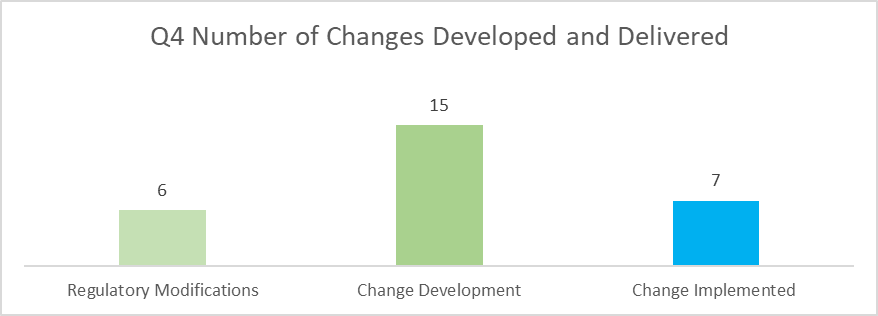 Q4 Number of Changes Developed and Delivered
15
7
6
Regulatory Modifications
Change Development
Change Implemented